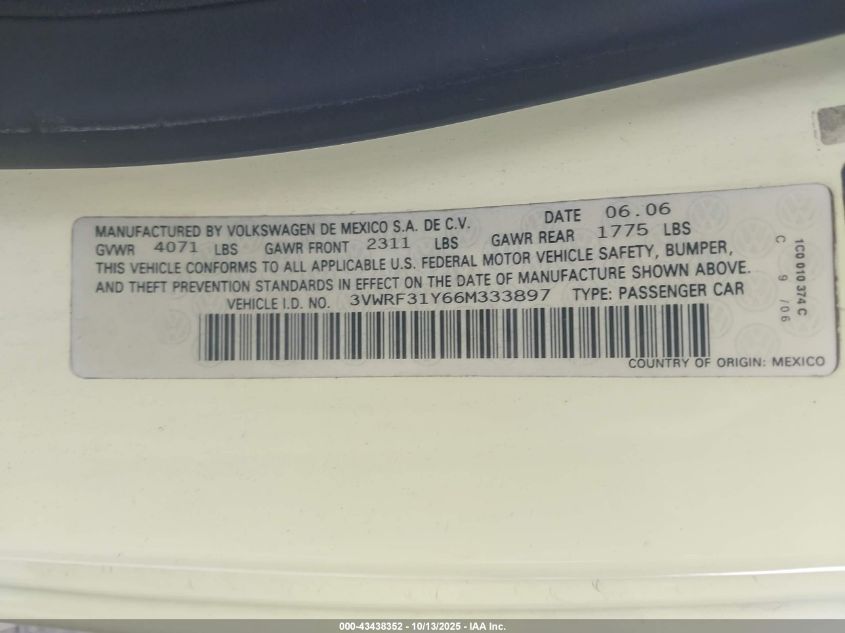 MANUFACTURED BY VOLKSWAGEN DE MEXICO S.A. DE C.V. DATE 06.06
GVWR 4071 LBS GAWR FRONT 2311 LBS GAWR REAR 1775 LBS
THIS VEHICLE CONFORMS TO ALL APPLICABLE U.S. FEDERAL MOTOR VEHICLE SAFETY, BUMPER,
AND THEFT PREVENTION STANDARDS IN EFFECT ON THE DATE OF MANUFACTURE SHOWN ABOVE.
VEHICLE I.D. NO. 3VWRF31Y66M333897 TYPE: PASSENGER CAR
COUNTRY OF ORIGIN: MEXICO
1C0 010 374 C
C 9 /06
000-43438352 | 10/13/2025 - IAA Inc.